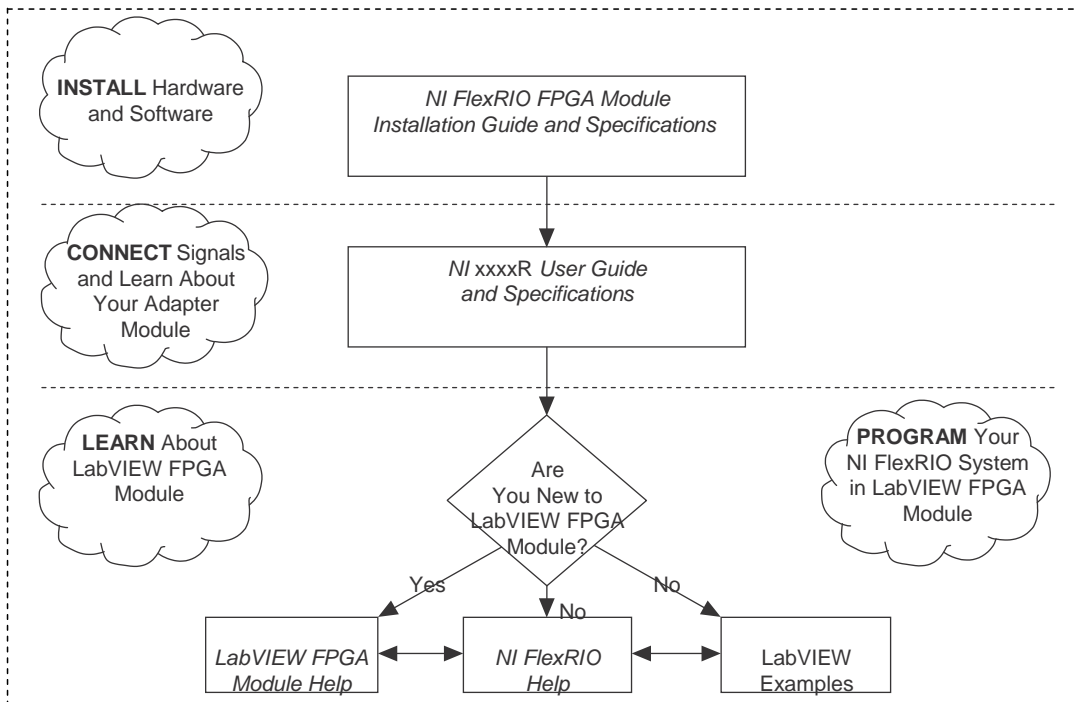 INSTALL Hardware
and Software
NI FlexRIO FPGA Module
Installation Guide and Specifications
CONNECT Signals
and Learn About
Your Adapter
Module
NI xxxxR User Guide
and Specifications
LEARN About
LabVIEW FPGA
Module
Are
You New to
LabVIEW FPGA
Module?
PROGRAM Your
NI FlexRIO System
in LabVIEW FPGA
Module
Yes
No
No
LabVIEW FPGA
Module Help
NI FlexRIO
Help
LabVIEW
Examples